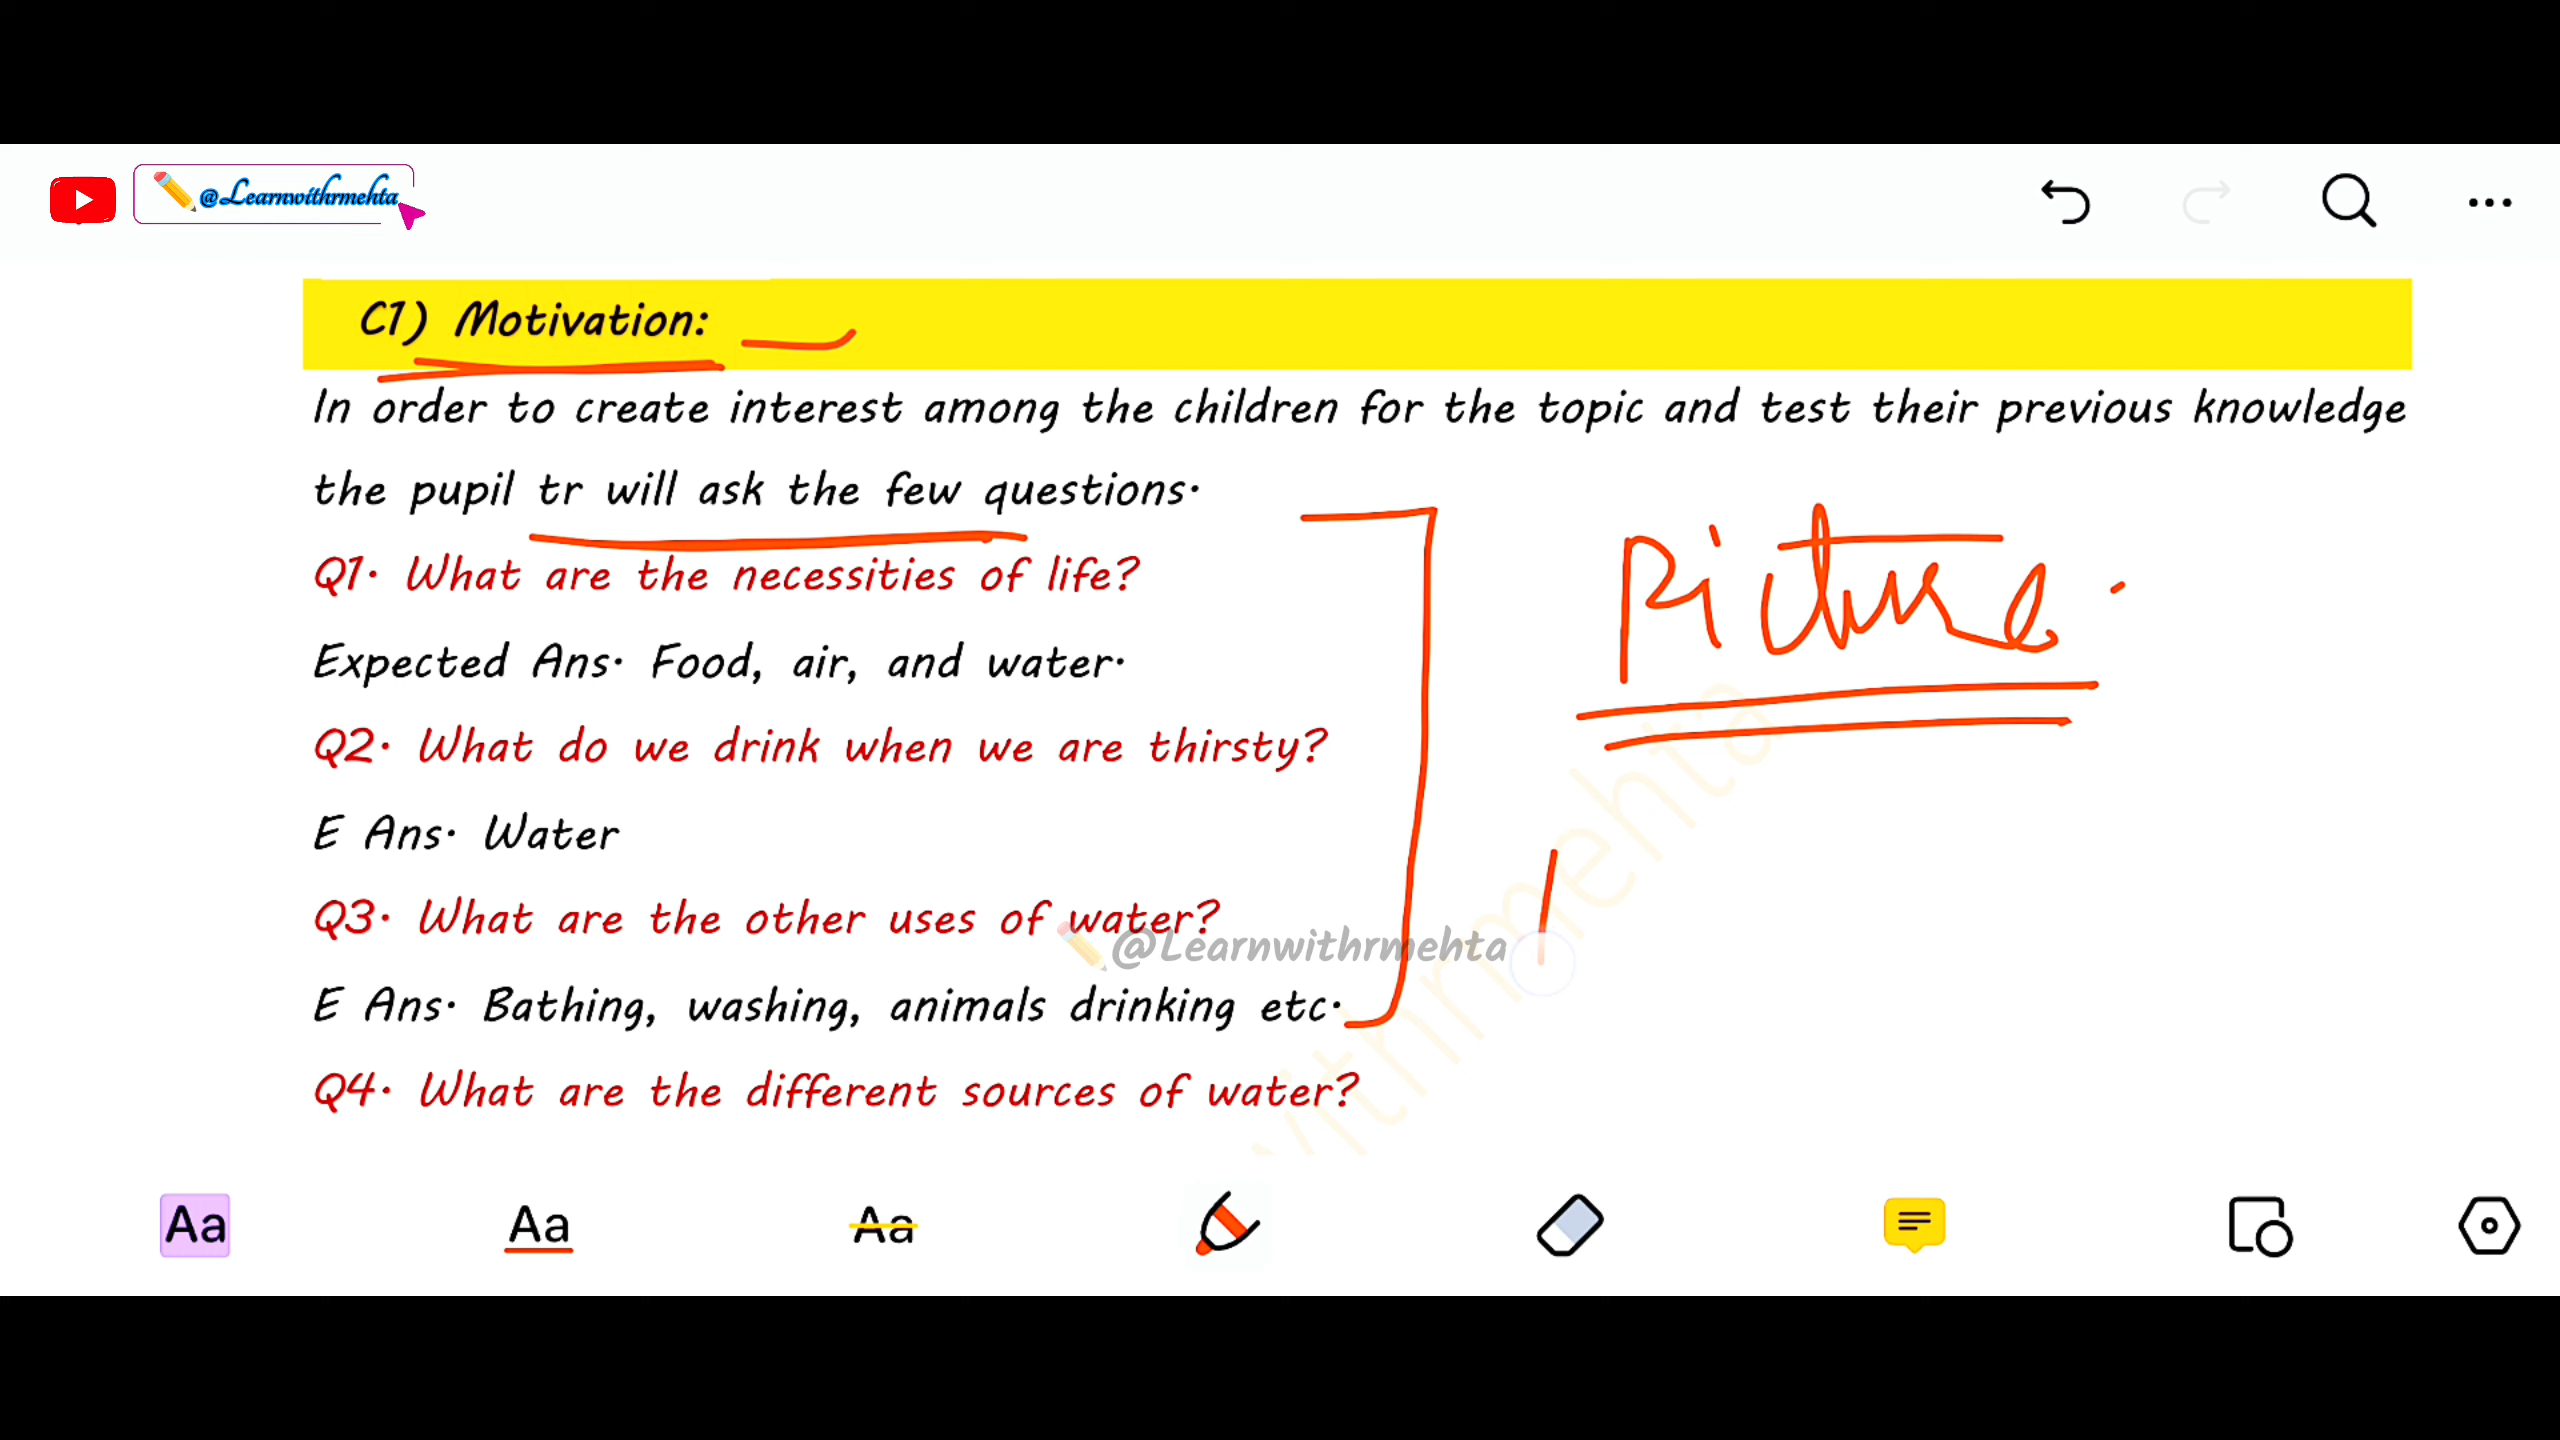 @Learnwithrmehta
C1) Motivation:
In order to create interest among the children for the topic and test their previous knowledge
the pupil tr will ask the few questions.
Q1. What are the necessities of life?
Expected Ans. Food, air, and water.
Picture.
Q2. What do we drink when we are thirsty?
E Ans. Water
Q3. What are the other uses of water?
@Learnwithrmehta
E Ans. Bathing, washing, animals drinking etc.
Q4. What are the different sources of water?
withrmehta
Aa
Aa
Aa